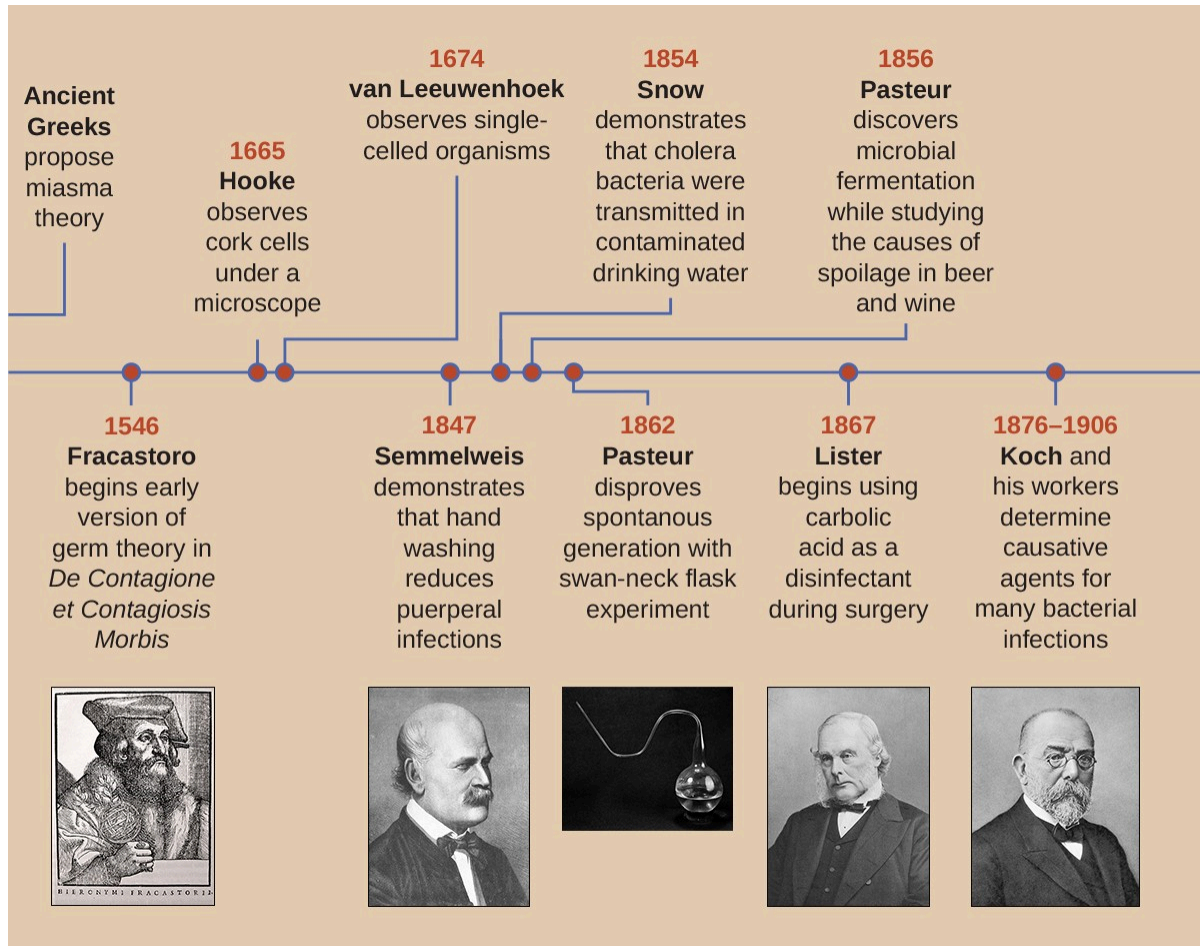 Ancient
Greeks
propose
miasma
theory
1546
Fracastoro
begins early
version of
germ theory in
De Contagione
et Contagiosis
Morbis
1665
Hooke
observes
cork cells
under a
microscope
1674
van Leeuwenhoek
observes single-
celled organisms
1847
Semmelweis
demonstrates
that hand
washing
reduces
puerperal
infections
1854
Snow
demonstrates
that cholera
bacteria were
transmitted in
contaminated
drinking water
1856
Pasteur
discovers
microbial
fermentation
while studying
the causes of
spoilage in beer
and wine
1862
Pasteur
disproves
spontanous
generation with
swan-neck flask
experiment
1867
Lister
begins using
carbolic
acid as a
disinfectant
during surgery
1876–1906
Koch and
his workers
determine
causative
agents for
many bacterial
infections
HIERONYMI FRACASTORII